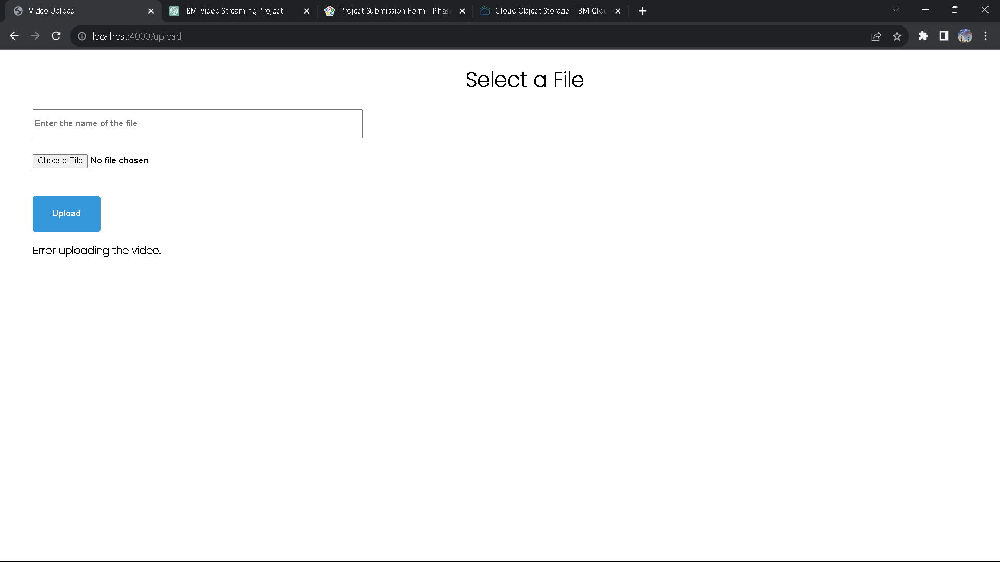 Video Upload
IBM Video Streaming Project
Project Submission Form - Phas
Cloud Object Storage - IBM Clou
localhost:4000/upload
Select a File
Enter the name of the file
Choose File No file chosen
Upload
Error uploading the video.